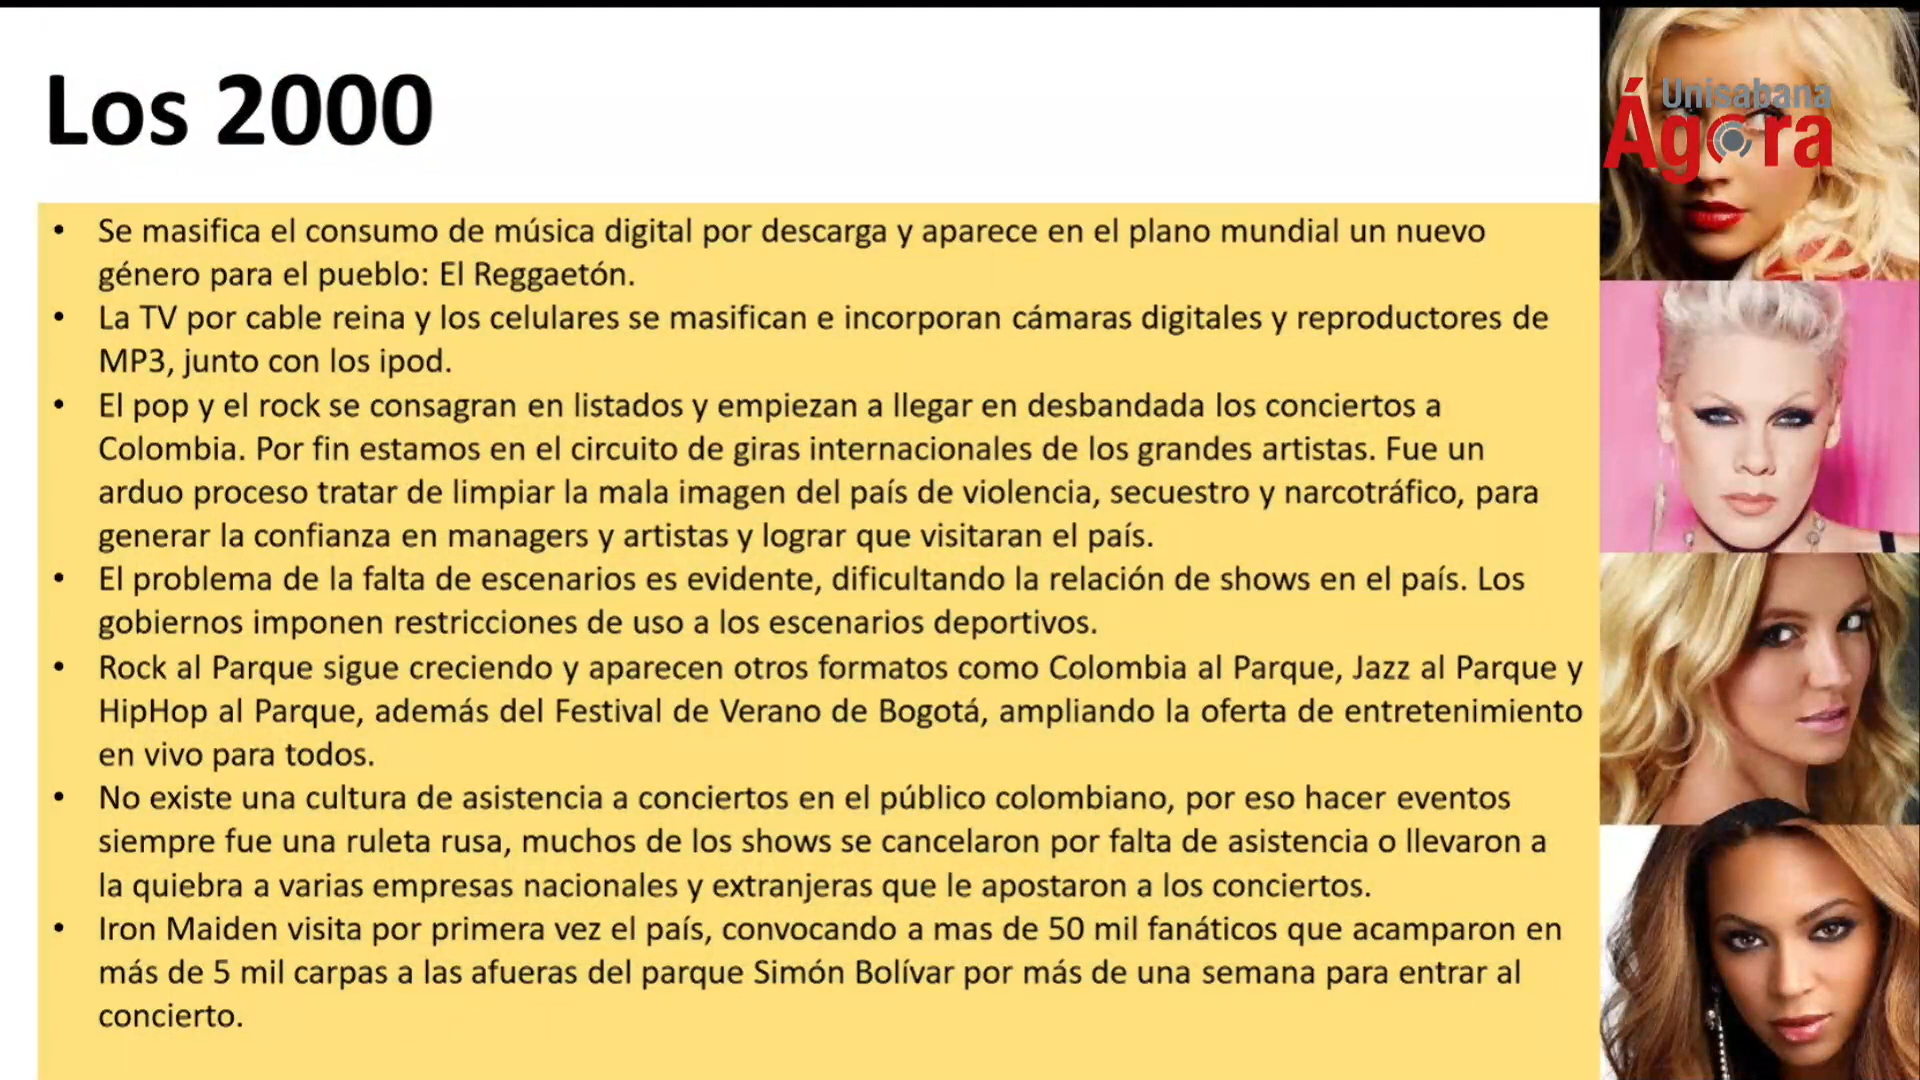 Los 2000
Unisabana
Ágora
• Se masifica el consumo de música digital por descarga y aparece en el plano mundial un nuevo
género para el pueblo: El Reggaetón.
• La TV por cable reina y los celulares se masifican e incorporan cámaras digitales y reproductores de
MP3, junto con los ipod.
• El pop y el rock se consagran en listados y empiezan a llegar en desbandada los conciertos a
Colombia. Por fin estamos en el circuito de giras internacionales de los grandes artistas. Fue un
arduo proceso tratar de limpiar la mala imagen del país de violencia, secuestro y narcotráfico, para
generar la confianza en managers y artistas y lograr que visitaran el país.
• El problema de la falta de escenarios es evidente, dificultando la relación de shows en el país. Los
gobiernos imponen restricciones de uso a los escenarios deportivos.
• Rock al Parque sigue creciendo y aparecen otros formatos como Colombia al Parque, Jazz al Parque y
HipHop al Parque, además del Festival de Verano de Bogotá, ampliando la oferta de entretenimiento
en vivo para todos.
• No existe una cultura de asistencia a conciertos en el público colombiano, por eso hacer eventos
siempre fue una ruleta rusa, muchos de los shows se cancelaron por falta de asistencia o llevaron a
la quiebra a varias empresas nacionales y extranjeras que le apostaron a los conciertos.
• Iron Maiden visita por primera vez el país, convocando a mas de 50 mil fanáticos que acamparon en
más de 5 mil carpas a las afueras del parque Simón Bolívar por más de una semana para entrar al
concierto.